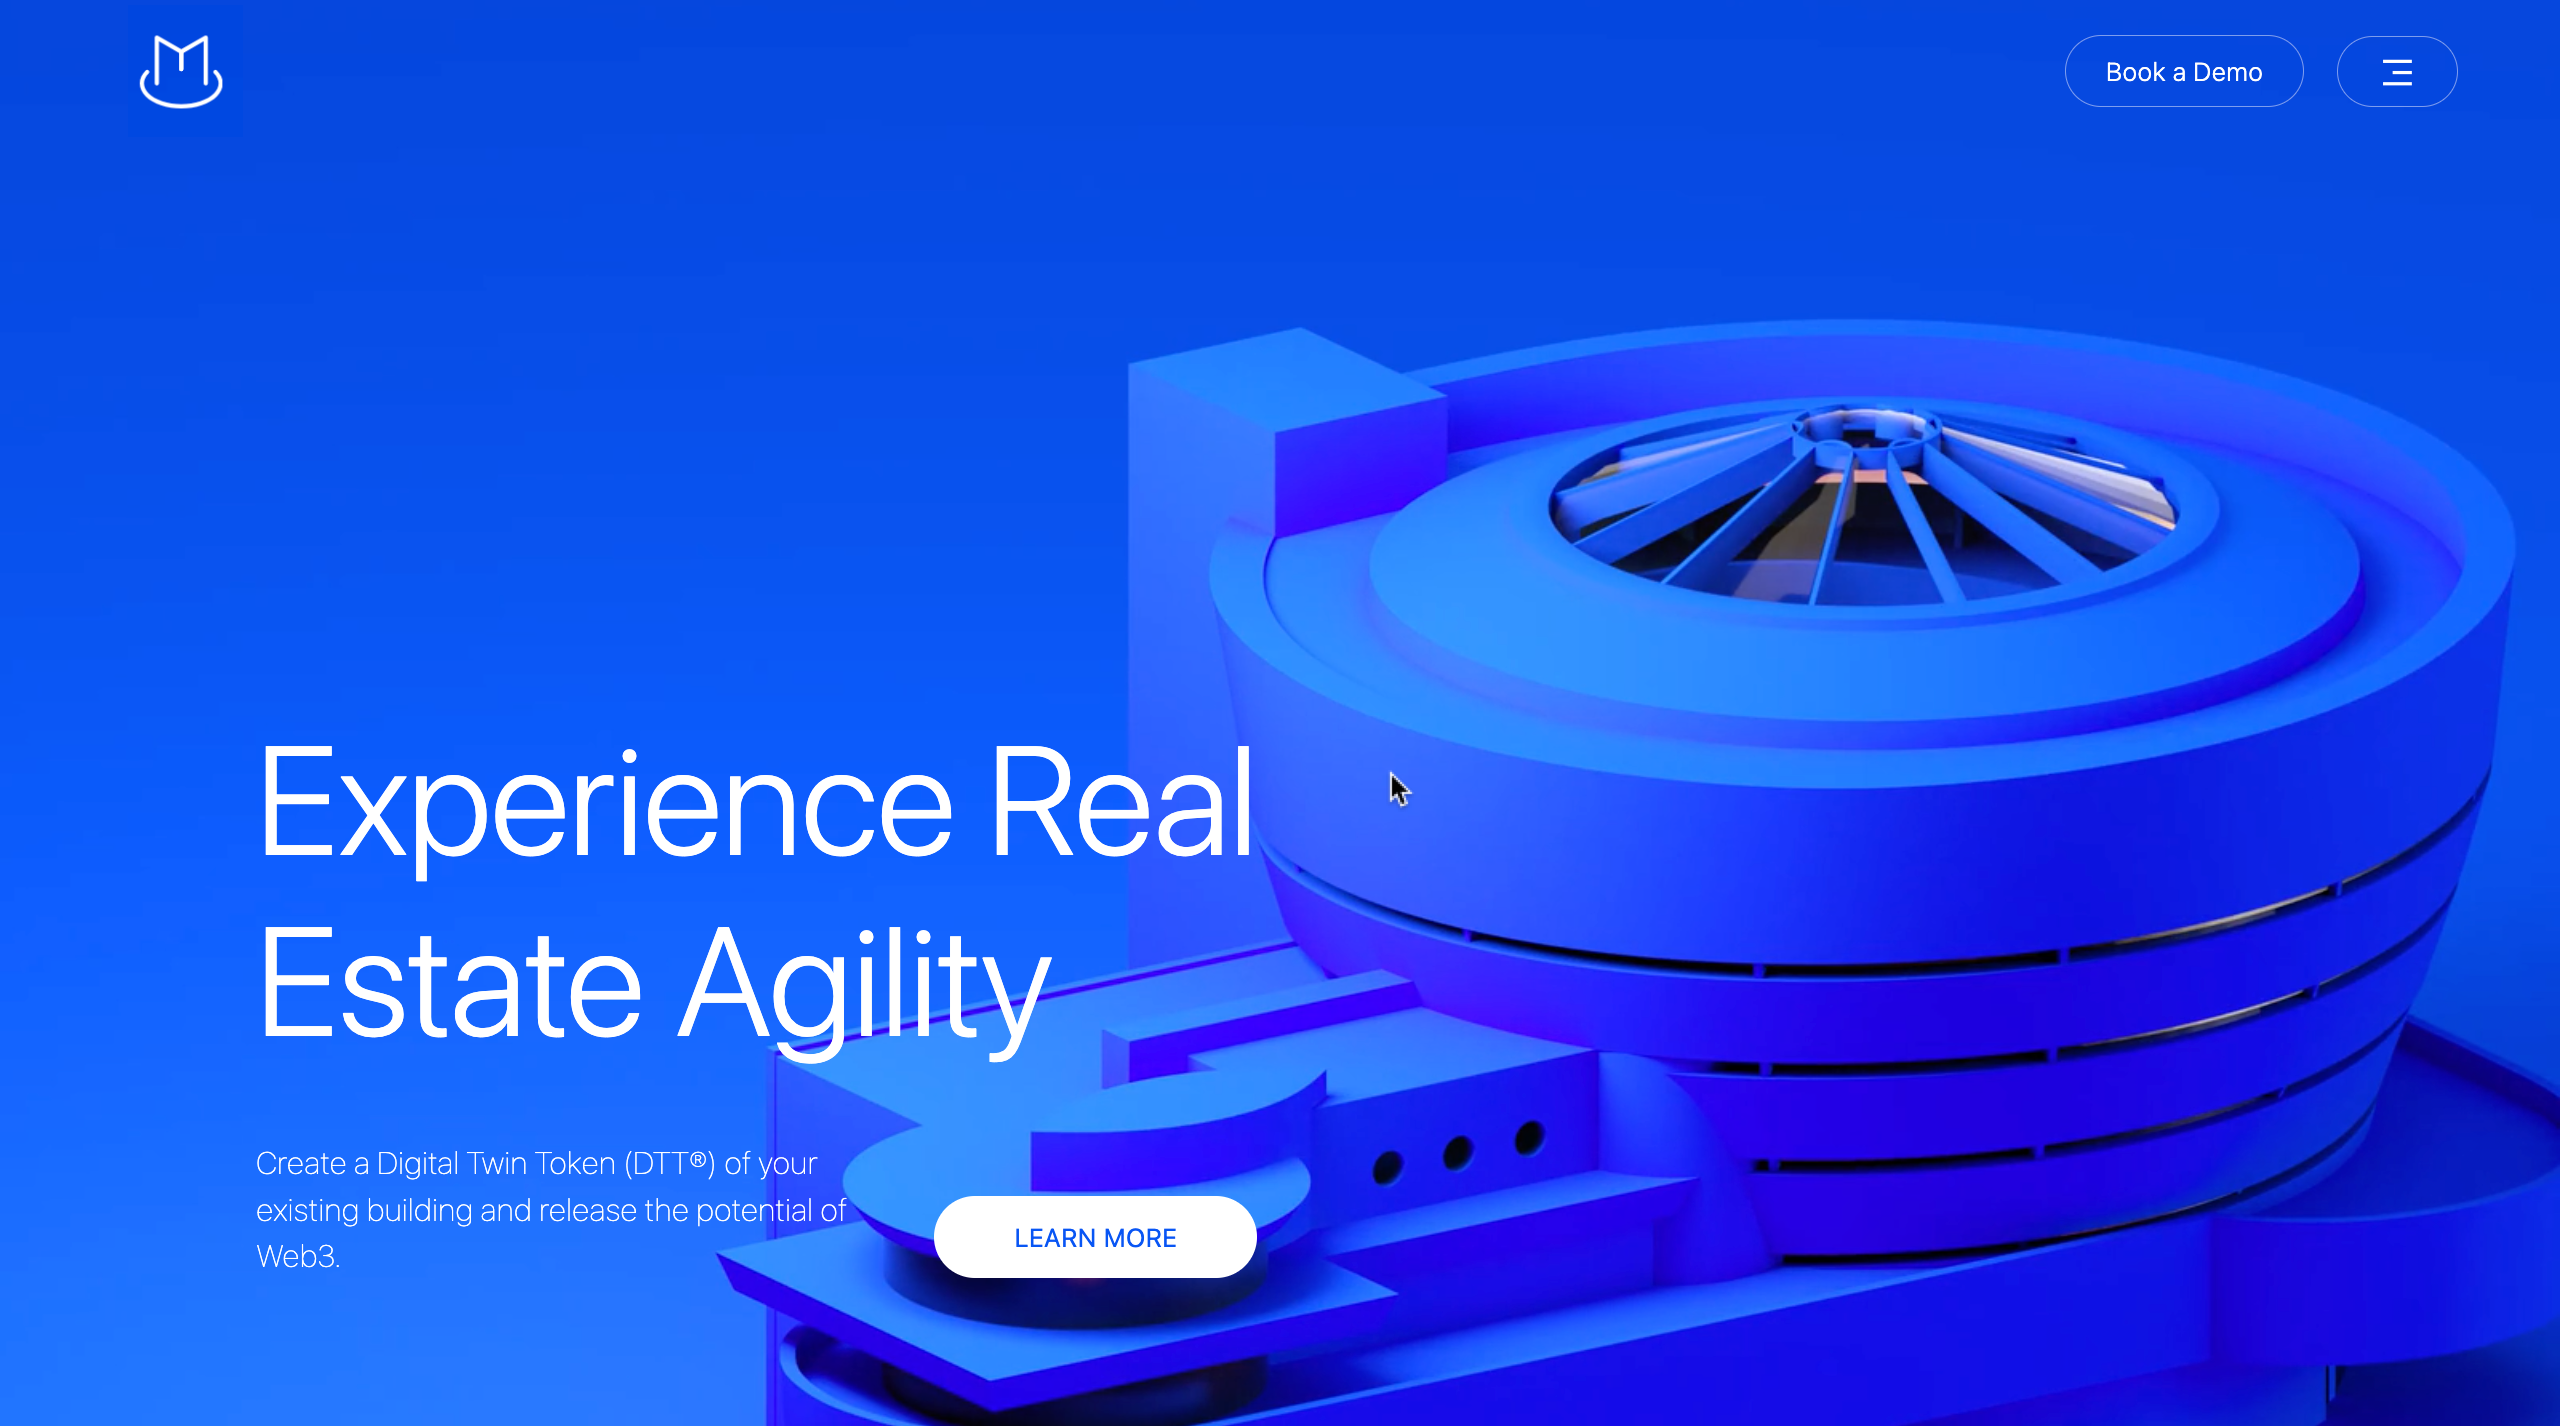 Book a Demo
Experience Real
Estate Agility
Create a Digital Twin Token (DTT®) of your
existing building and release the potential of
Web3.
LEARN MORE